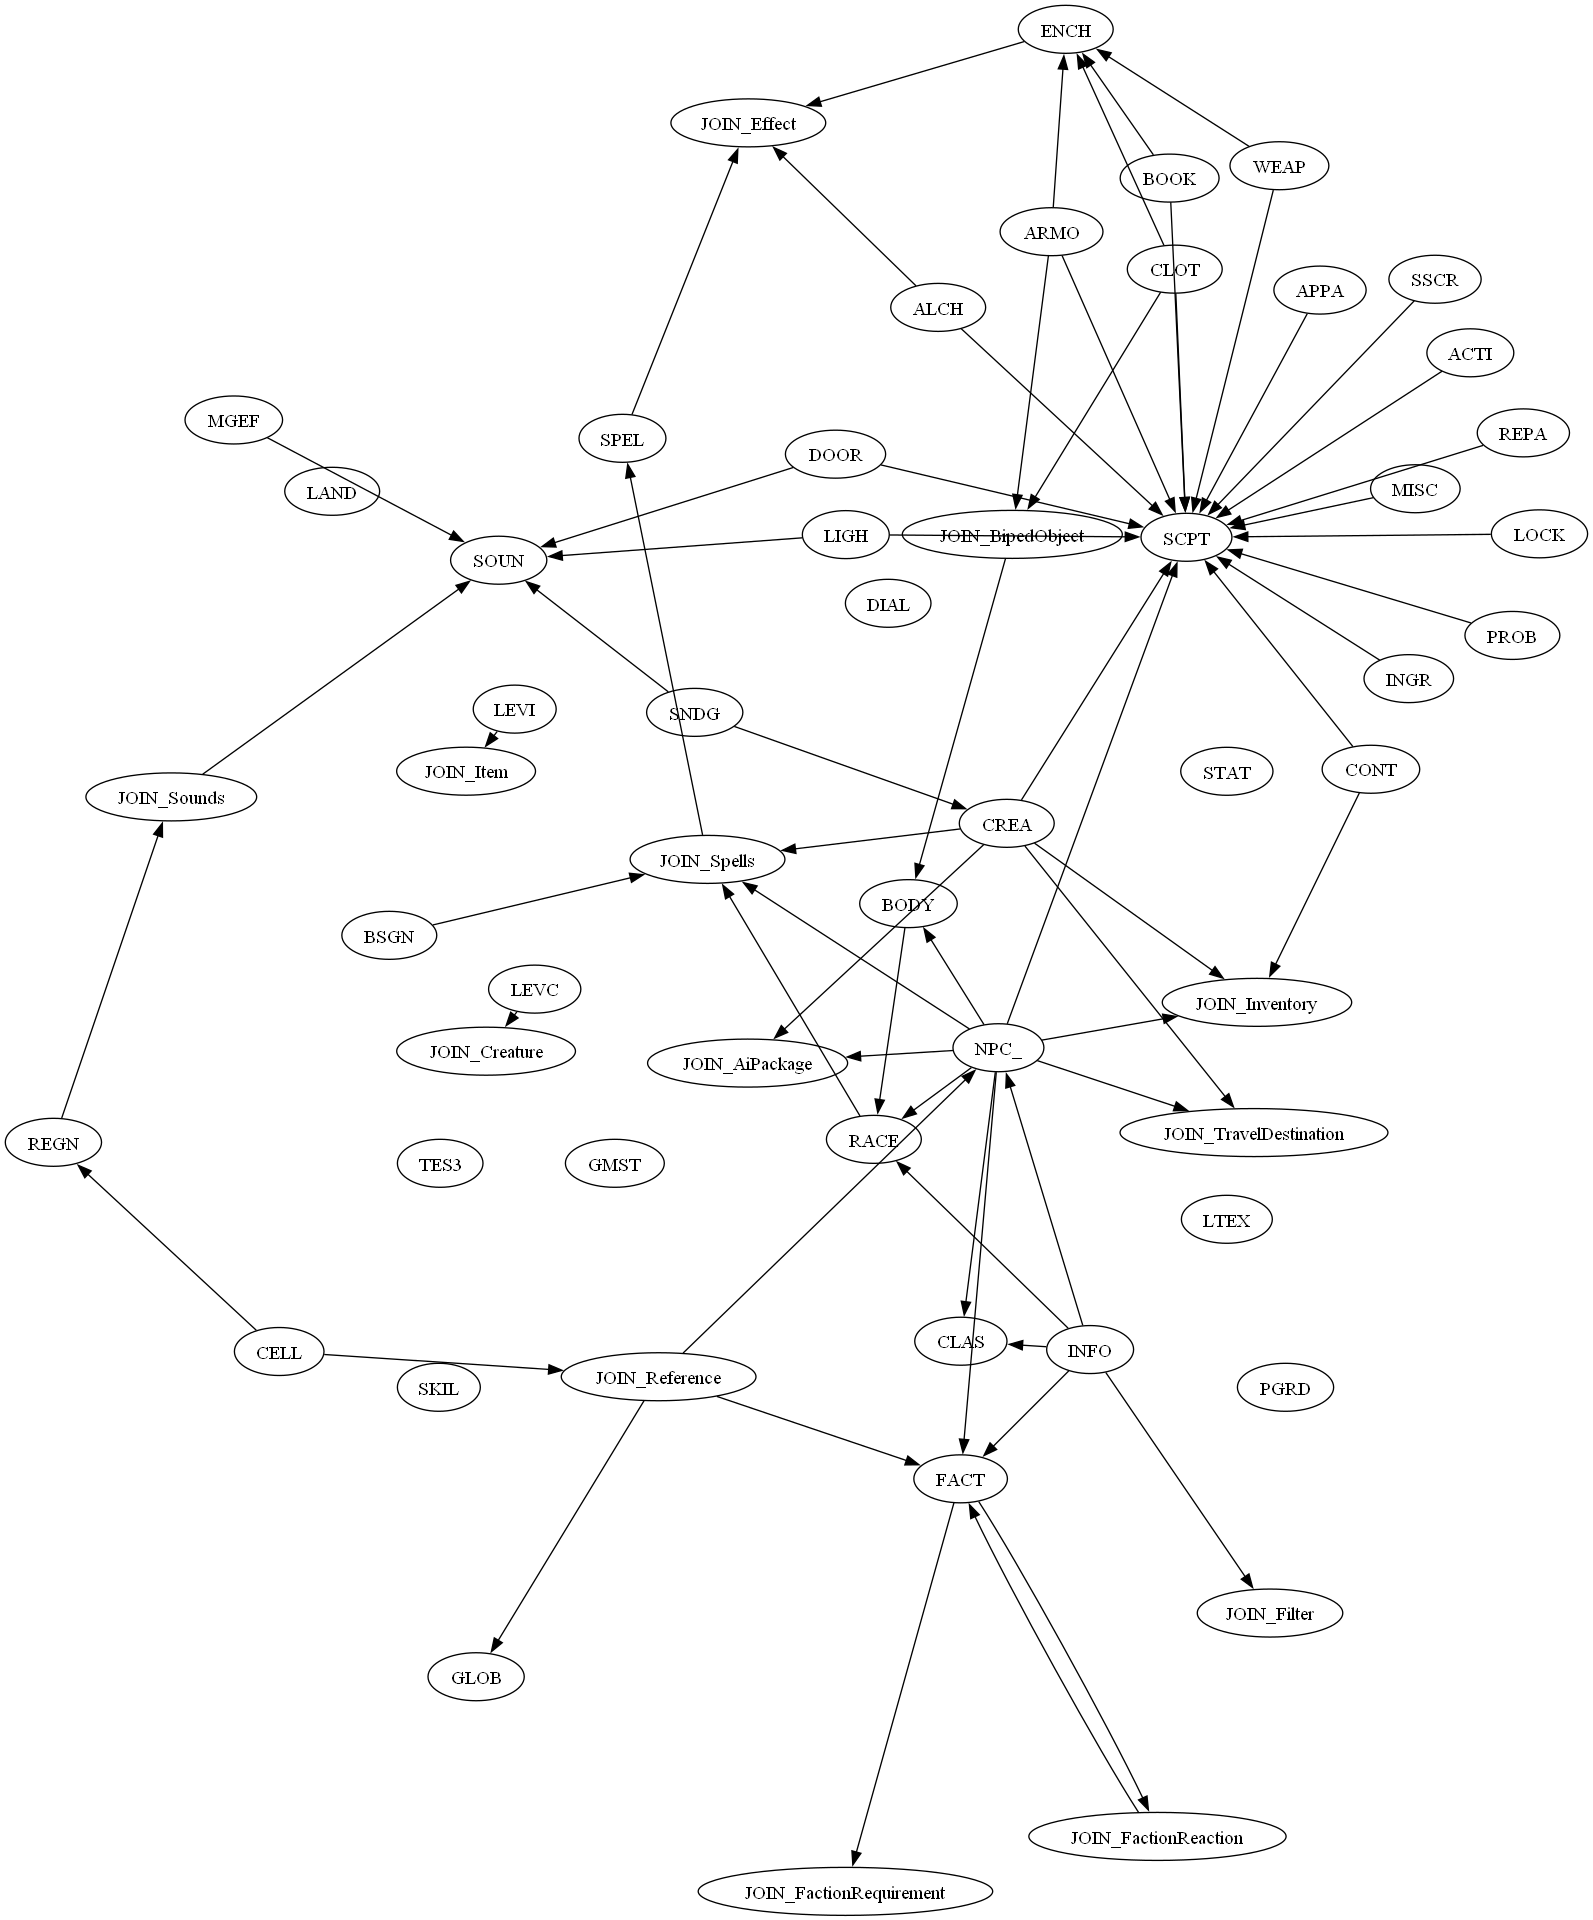 ENCH
JOIN_Effect
WEAP
BOOK
ARMO
CLOT
SSCR
APPA
ALCH
ACTI
MGEF
REPA
SPEL
DOOR
LAND
MISC
LIGH
JOIN_BipedObject
SCPT
LOCK
SOUN
DIAL
PROB
INGR
LEVI
SNDG
JOIN_Item
STAT
CONT
JOIN_Sounds
CREA
JOIN_Spells
BODY
BSGN
LEVC
JOIN_Inventory
NPC_
JOIN_Creature
JOIN_AiPackage
JOIN_TravelDestination
RACE
REGN
TES3
GMST
LTEX
CLAS
INFO
CELL
JOIN_Reference
SKIL
PGRD
FACT
JOIN_Filter
GLOB
JOIN_FactionReaction
JOIN_FactionRequirement